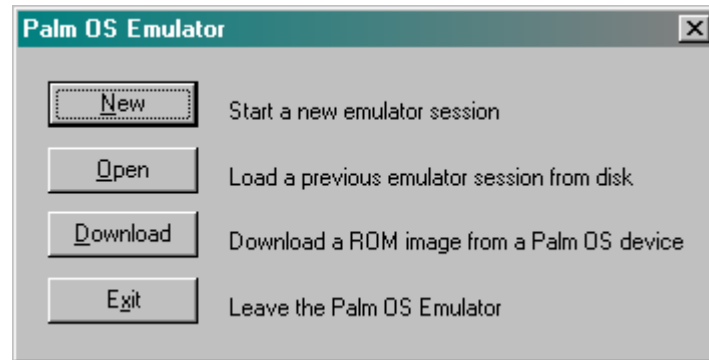 Palm OS Emulator
New Start a new emulator session
Open Load a previous emulator session from disk
Download Download a ROM image from a Palm OS device
Exit Leave the Palm OS Emulator